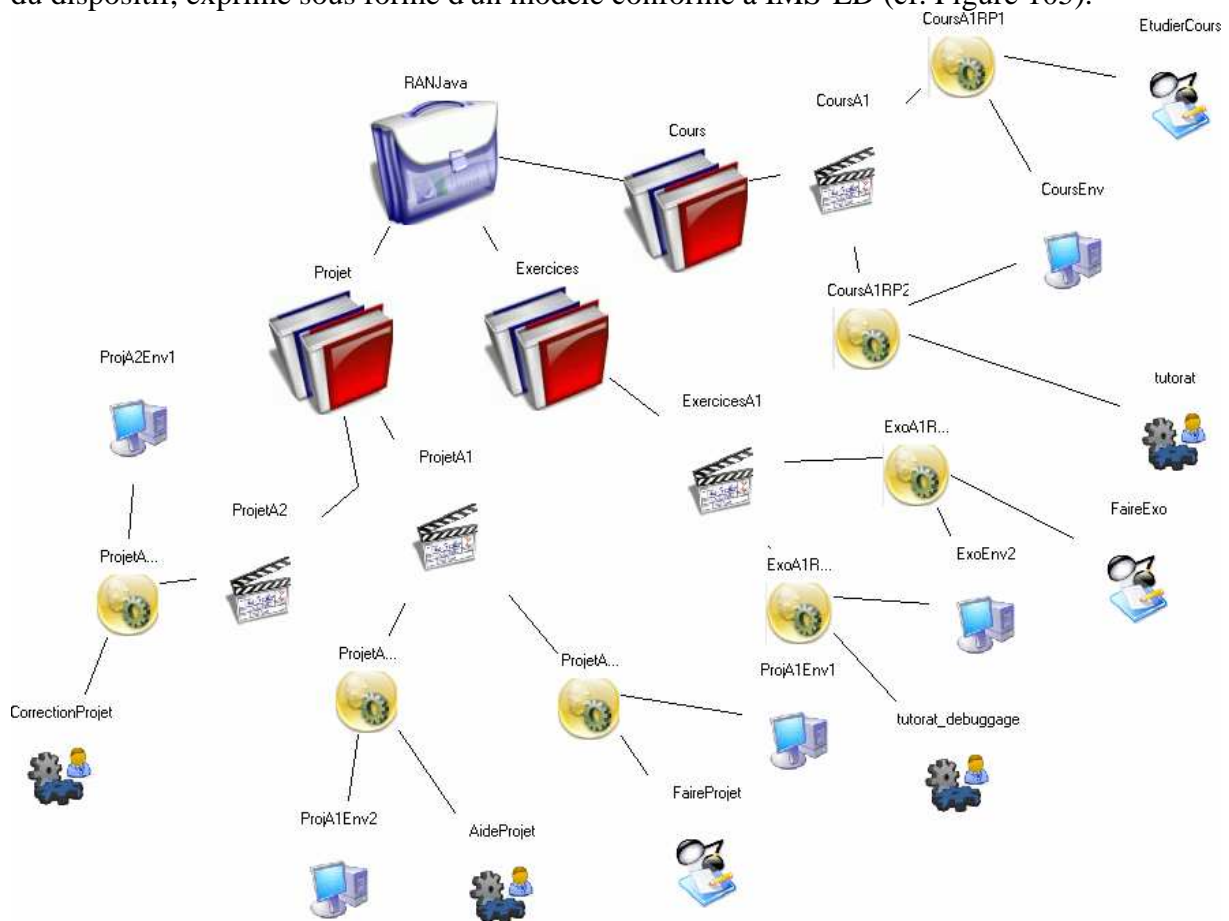 du dispositif, exprimé sous forme d'un modèle conforme à IMS-LD (cf. Figure 105).
CoursA1RP1
EtudierCours
RANJava
CoursA1
Cours
CoursEnv
Projet
Exercices
CoursA1RP2
ProjA2Env1
tutorat
ExercicesA1
ExoA1R...
ProjetA1
ProjetA2
FaireExo
ProjetA...
ExoA1R...
ExoEnv2
ProjetA...
ProjetA...
ProjA1Env1
CorrectionProjet
tutorat_debuggage
FaireProjet
ProjA1Env2
AideProjet